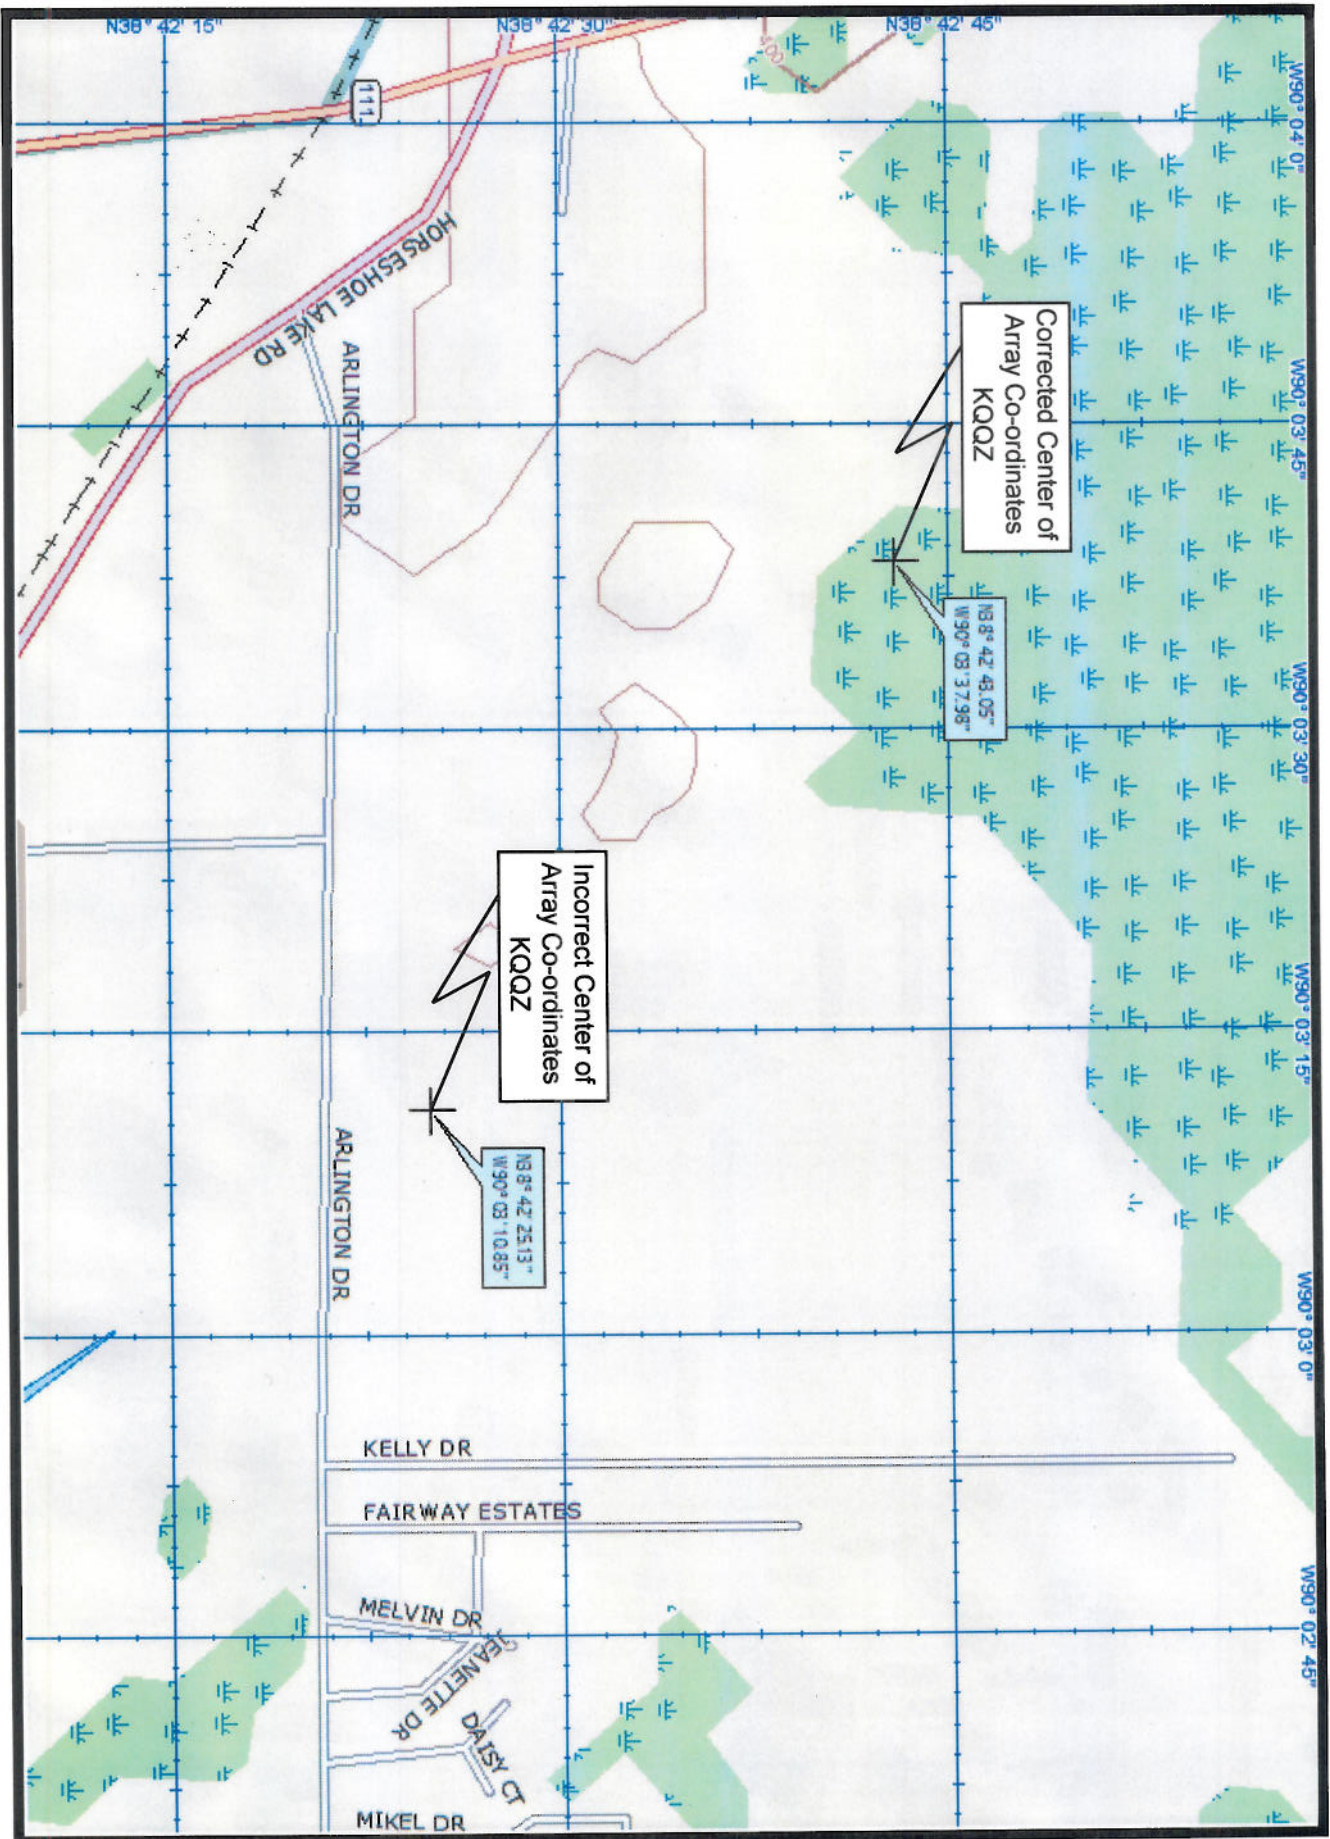 W90° 04' 0"
W90° 03' 45"
W90° 03' 30"
W90° 03' 15"
W90° 03' 0"
W90° 02' 45"
N38° 42' 45"
N38° 42' 30"
N38° 42' 15"
400
111
HORSESHOE LAKE RD
Corrected Center of
Array Co-ordinates
KQQZ
N38° 42' 43.05"
W90° 03' 37.98"
Incorrect Center of
Array Co-ordinates
KQQZ
N38° 42' 25.13"
W90° 03' 10.85"
ARLINGTON DR
ARLINGTON DR
KELLY DR
FAIRWAY ESTATES
MELVIN DR
JEANETTE DR
DAISY CT
MIKEL DR